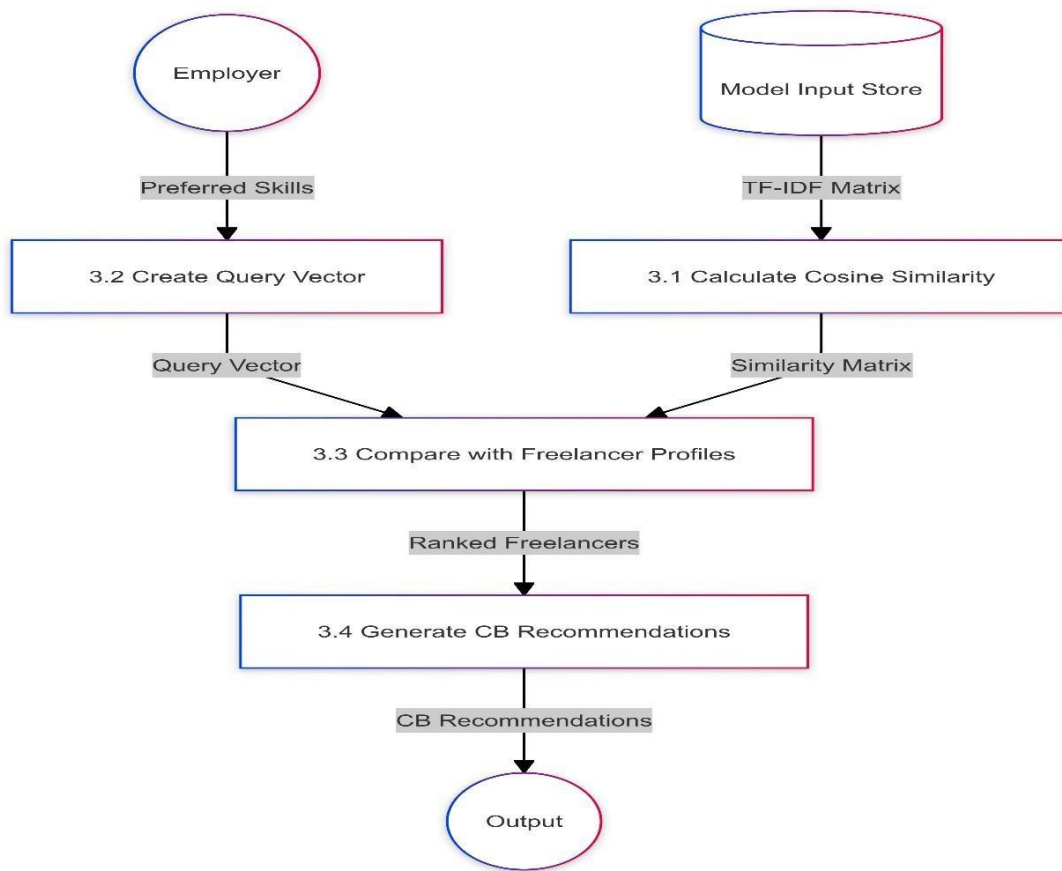 Employer
Model Input Store
Preferred Skills
TF-IDF Matrix
3.2 Create Query Vector
3.1 Calculate Cosine Similarity
Query Vector
Similarity Matrix
3.3 Compare with Freelancer Profiles
Ranked Freelancers
3.4 Generate CB Recommendations
CB Recommendations
Output